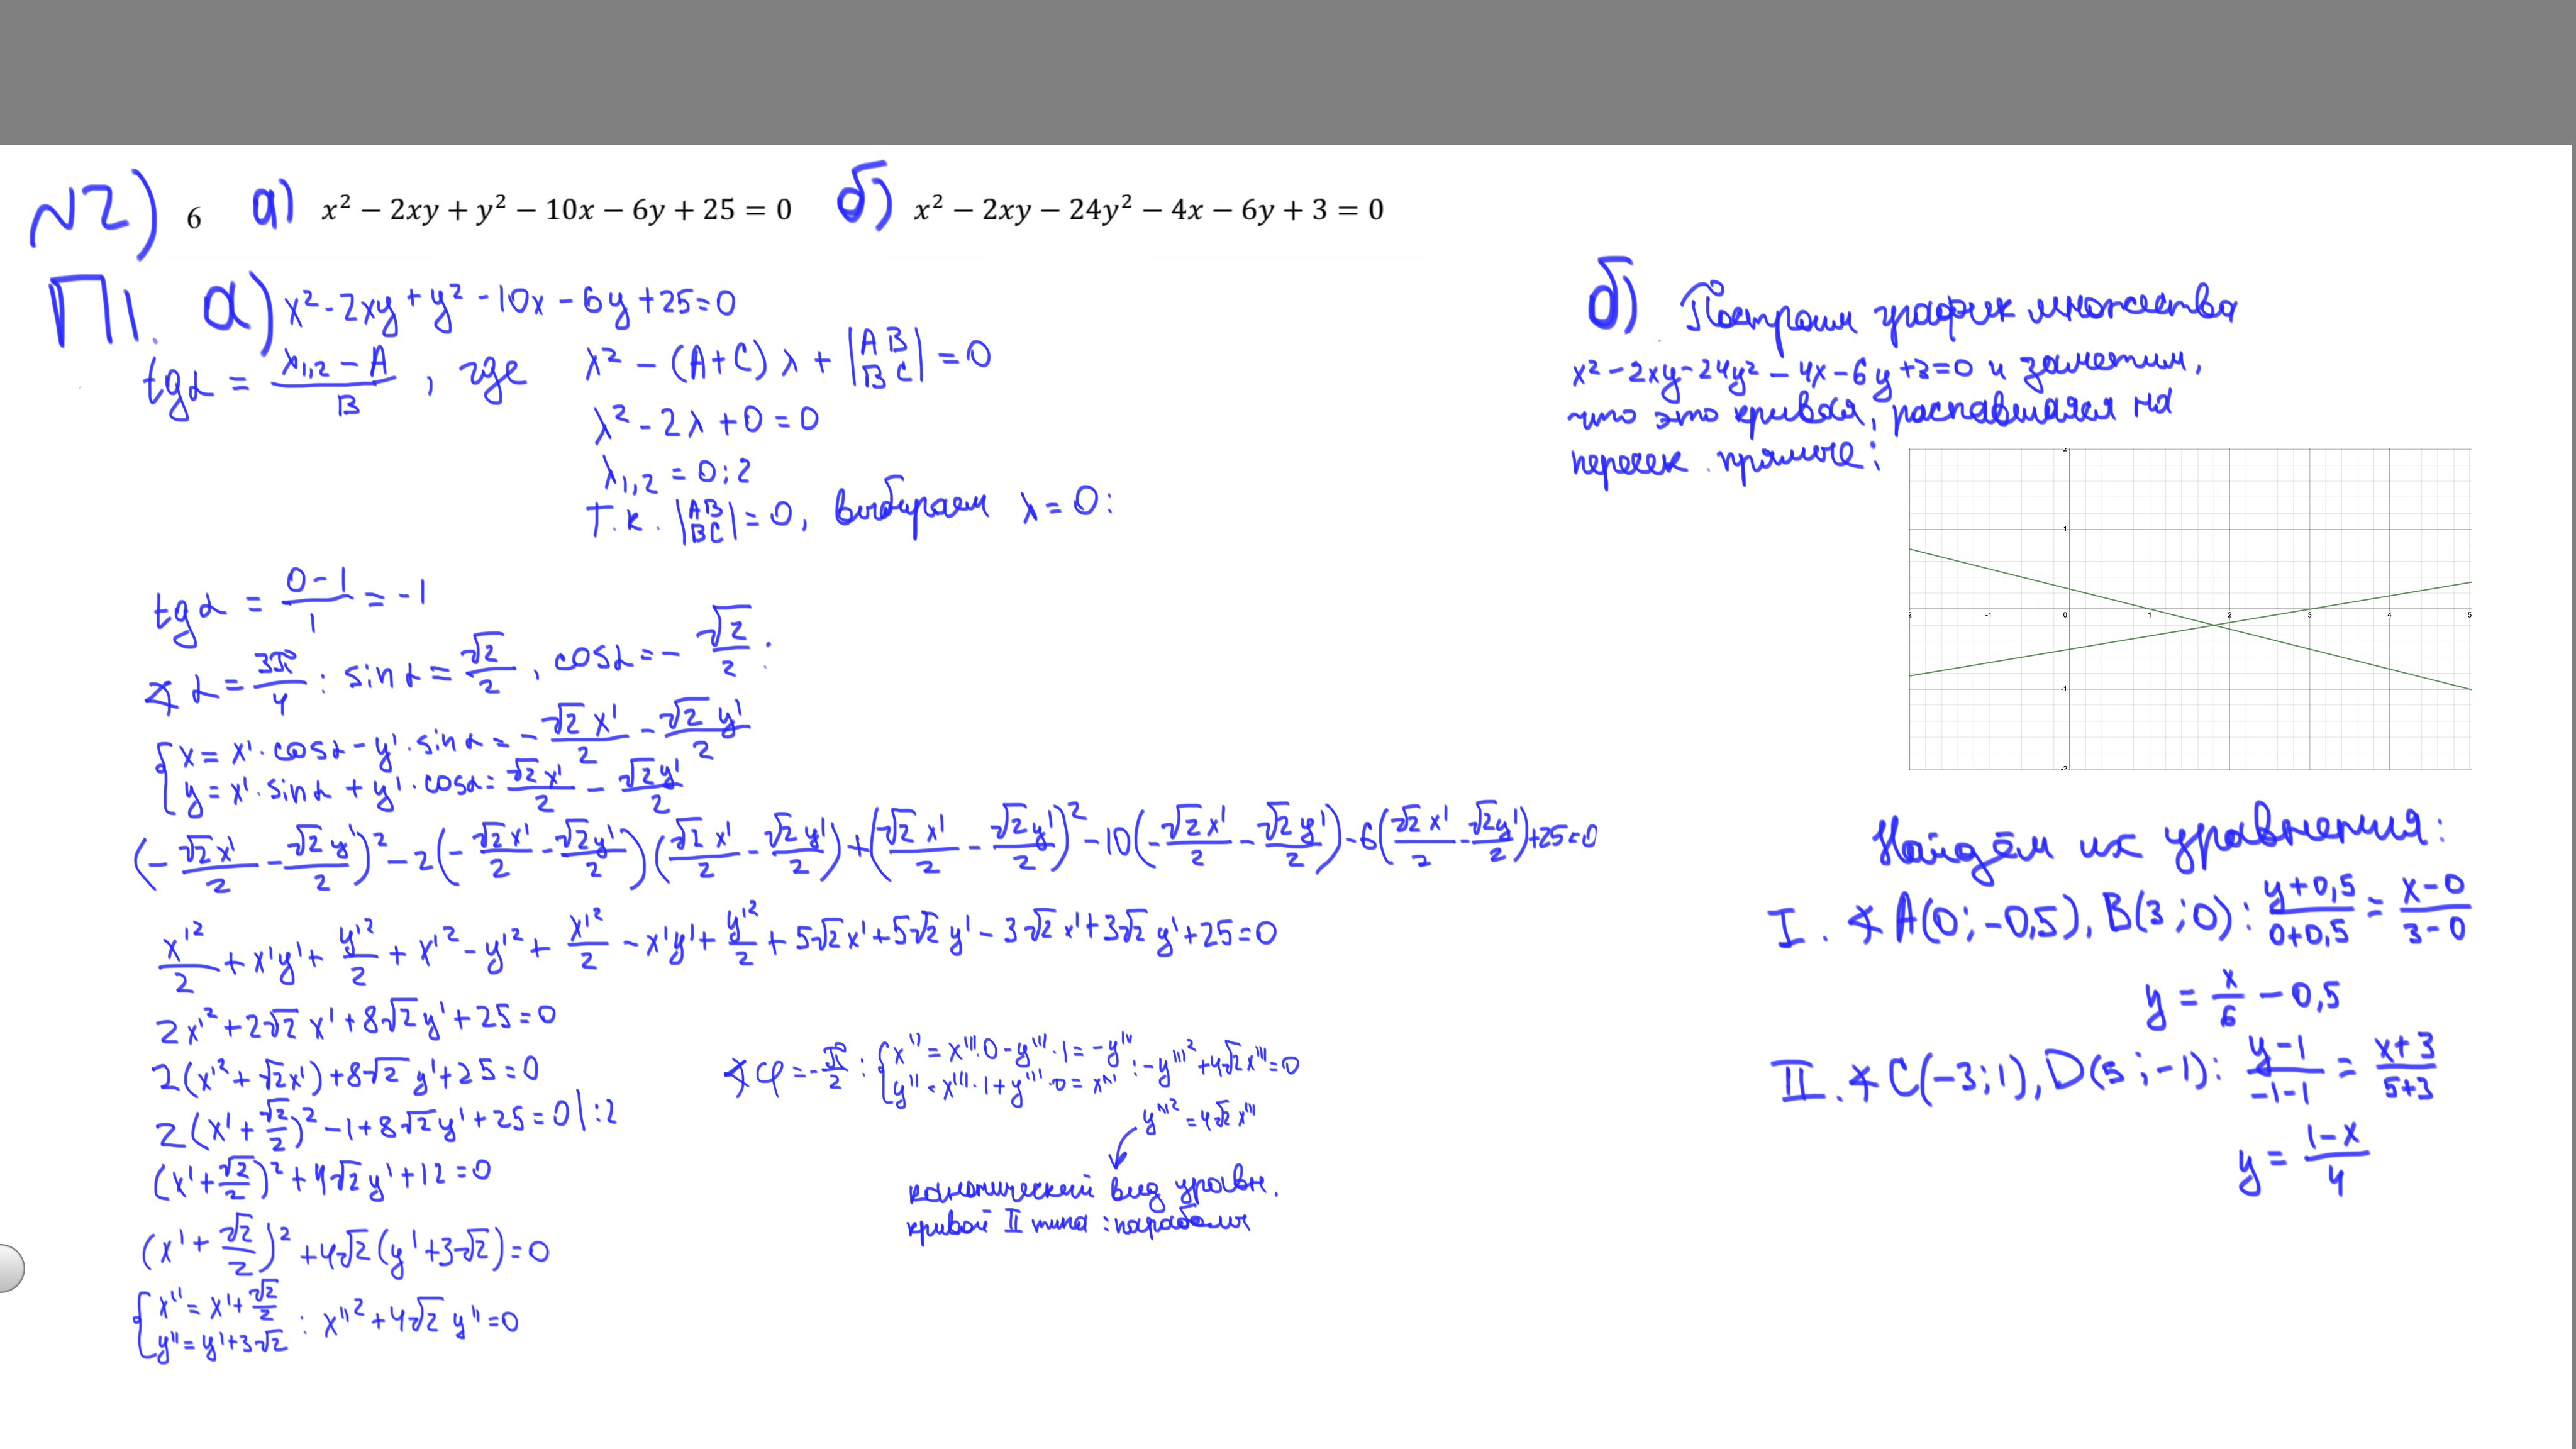 №2) 6 а) x² − 2xy + y² − 10x − 6y + 25 = 0 б) x² − 2xy − 24y² − 4x − 6y + 3 = 0
П1. а) x² - 2xy + y² - 10x - 6y + 25 = 0
tgα = (λ₁,₂ - A)/B , где λ² - (A+C)λ + |A B; B C| = 0
λ² - 2λ + 0 = 0
λ₁,₂ = 0; 2
Т.к. |A B; B C| = 0, выбираем λ = 0:
tgα = (0-1)/1 = -1
∢ α = 3π/4 : sinα = √2/2, cosα = -√2/2 :
{ x = x'·cosα - y'·sinα = -√2x'/2 - √2y'/2
y = x'·sinα + y'·cosα = √2x'/2 - √2y'/2
(-√2x'/2 - √2y'/2)² - 2(-√2x'/2 - √2y'/2)(√2x'/2 - √2y'/2) + (√2x'/2 - √2y'/2)² - 10(-√2x'/2 - √2y'/2) - 6(√2x'/2 - √2y'/2) + 25 = 0
x'²/2 + x'y' + y'²/2 + x'² - y'² + x'²/2 - x'y' + y'²/2 + 5√2x' + 5√2y' - 3√2x' + 3√2y' + 25 = 0
2x'² + 2√2x' + 8√2y' + 25 = 0
2(x'² + √2x') + 8√2y' + 25 = 0
2(x' + √2/2)² - 1 + 8√2y' + 25 = 0 |:2
(x' + √2/2)² + 4√2y' + 12 = 0
(x' + √2/2)² + 4√2(y' + 3√2) = 0
{ x'' = x' + √2/2
y'' = y' + 3√2 : x''² + 4√2y'' = 0
∢ φ = -π/2 : { x'' = x'''·0 - y'''·1 = -y'''
y'' = x'''·1 + y'''·0 = x''' : -y'''² + 4√2x''' = 0
y'''² = 4√2x'''
канонический вид уравн.
кривой II типа : парабола
б) Построим график множества
x² - 2xy - 24y² - 4x - 6y + 3 = 0 и заметим,
что это кривая, распавшаяся на
пересек. прямые:
2
1
-1 0 1 2 3 4 5
-1
-2
Найдём их уравнения:
I. ∢ A(0; -0,5), B(3; 0): (y+0,5)/(0+0,5) = (x-0)/(3-0)
y = x/6 - 0,5
II. ∢ C(-3; 1), D(5; -1): (y-1)/(-1-1) = (x+3)/(5+3)
y = (1-x)/4